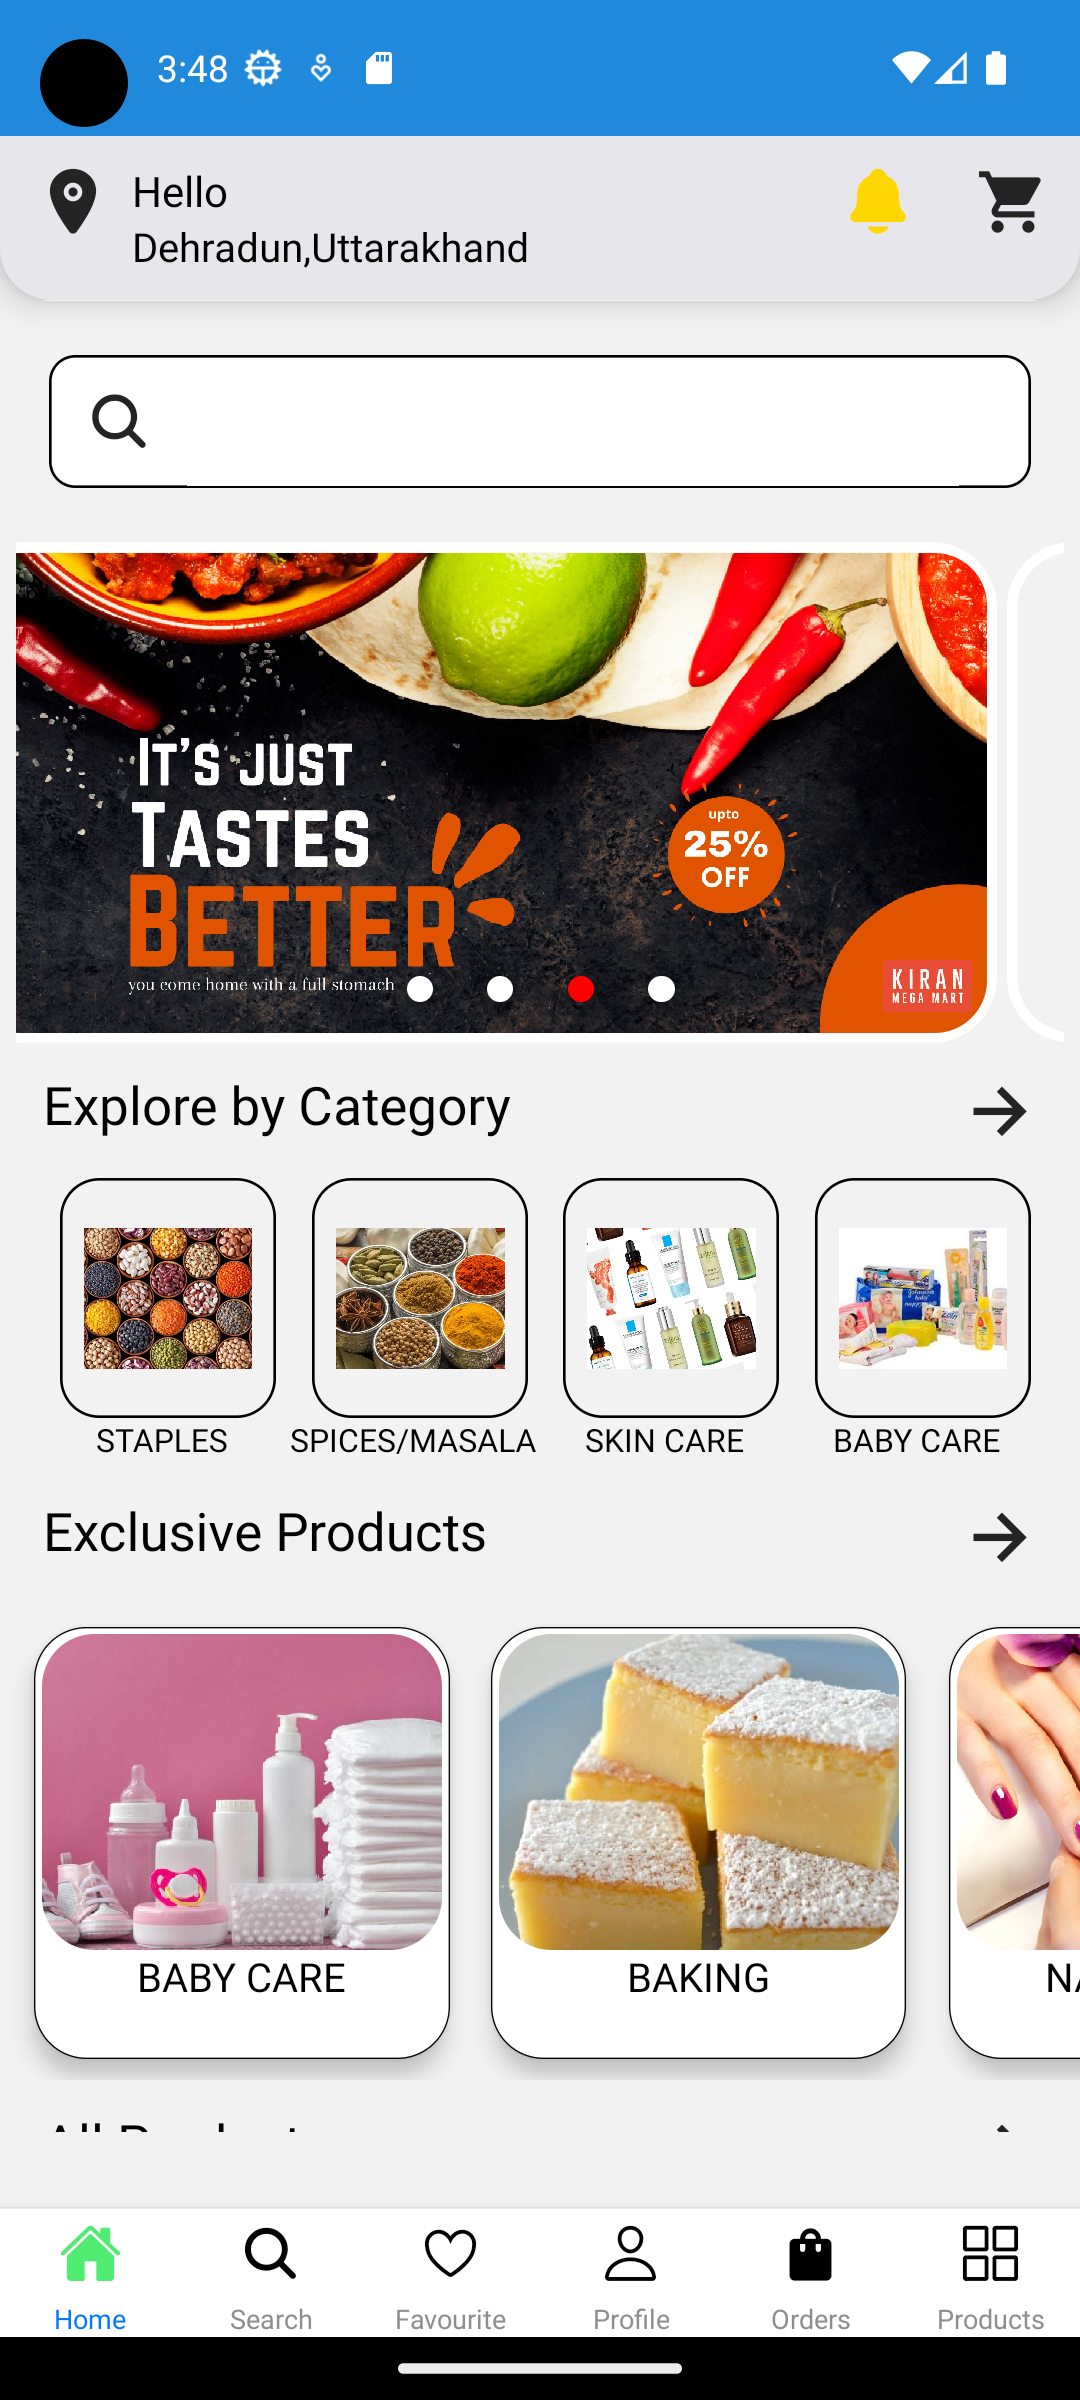 3:48
Hello
Dehradun,Uttarakhand
IT'S JUST
TASTES
BETTER
you come home with a full stomach
upto
25%
OFF
KIRAN
MEGA MART
Explore by Category
STAPLES
SPICES/MASALA
SKIN CARE
BABY CARE
Exclusive Products
BABY CARE
BAKING
NA
All Product
Home
Search
Favourite
Profile
Orders
Products